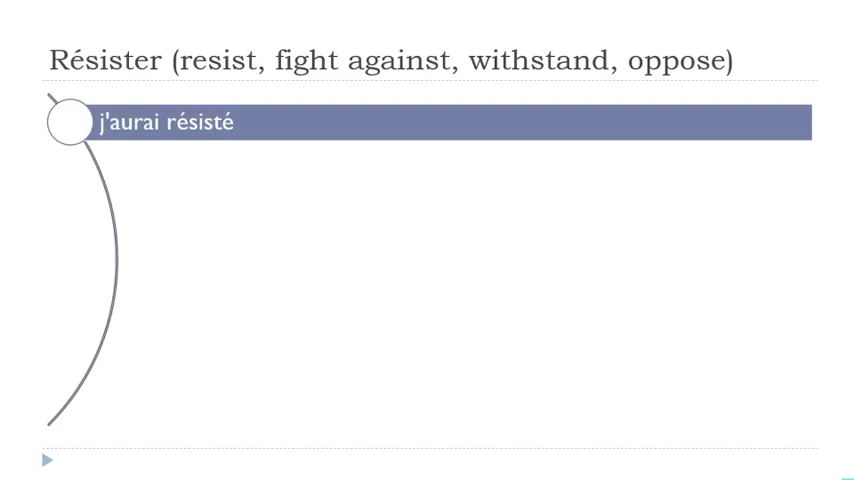 Résister (resist, fight against, withstand, oppose)
j'aurai résisté